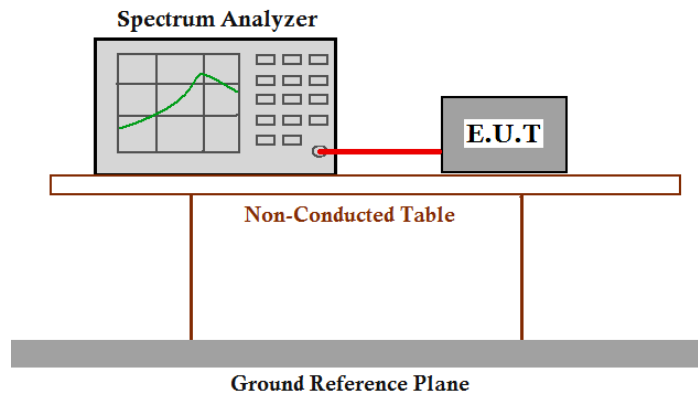 Spectrum Analyzer
E.U.T
Non-Conducted Table
Ground Reference Plane